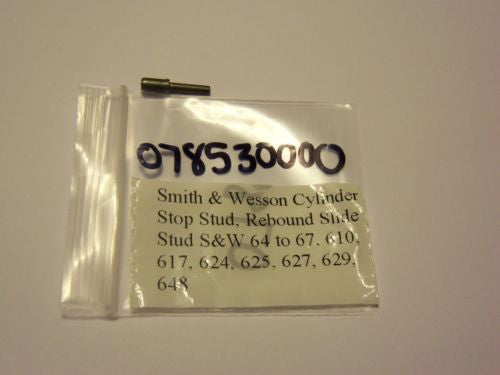 078530000
Smith & Wesson Cylinder
Stop Stud, Rebound Slide
Stud S&W 64 to 67, 610,
617, 624, 625, 627, 629,
648